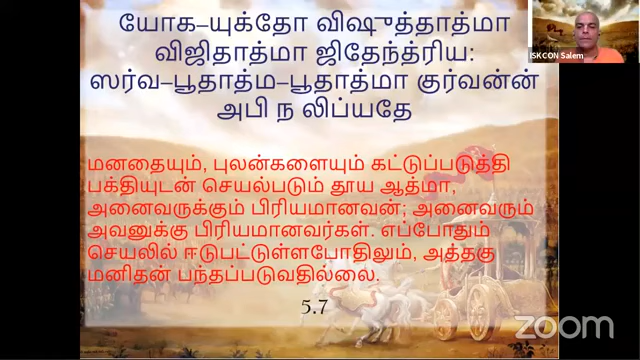 யோக–யுக்தோ விஷுத்தாத்மா
விஜிதாத்மா ஜிதேந்த்ரிய:
ஸர்வ–பூதாத்ம–பூதாத்மா குர்வன்ன்
அபி ந லிப்யதே
மனதையும், புலன்களையும் கட்டுப்படுத்தி
பக்தியுடன் செயல்படும் தூய ஆத்மா,
அனைவருக்கும் பிரியமானவன்; அனைவரும்
அவனுக்கு பிரியமானவர்கள். எப்போதும்
செயலில் ஈடுபட்டுள்ளபோதிலும், அத்தகு
மனிதன் பந்தப்படுவதில்லை.
5.7
ISKCON Salem
zoom